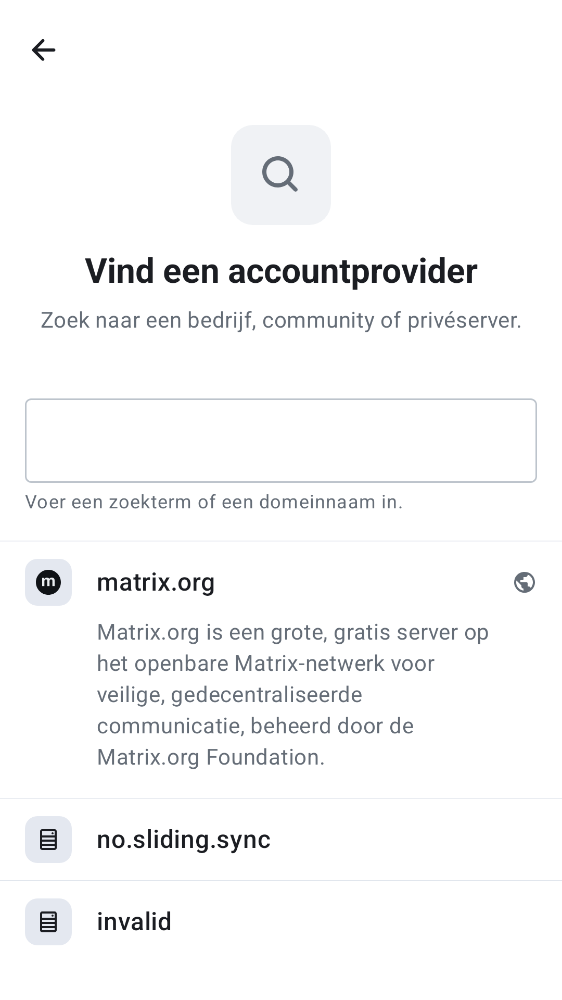 Vind een accountprovider
Zoek naar een bedrijf, community of privéserver.
Voer een zoekterm of een domeinnaam in.
m
matrix.org
Matrix.org is een grote, gratis server op
het openbare Matrix-netwerk voor
veilige, gedecentraliseerde
communicatie, beheerd door de
Matrix.org Foundation.
no.sliding.sync
invalid